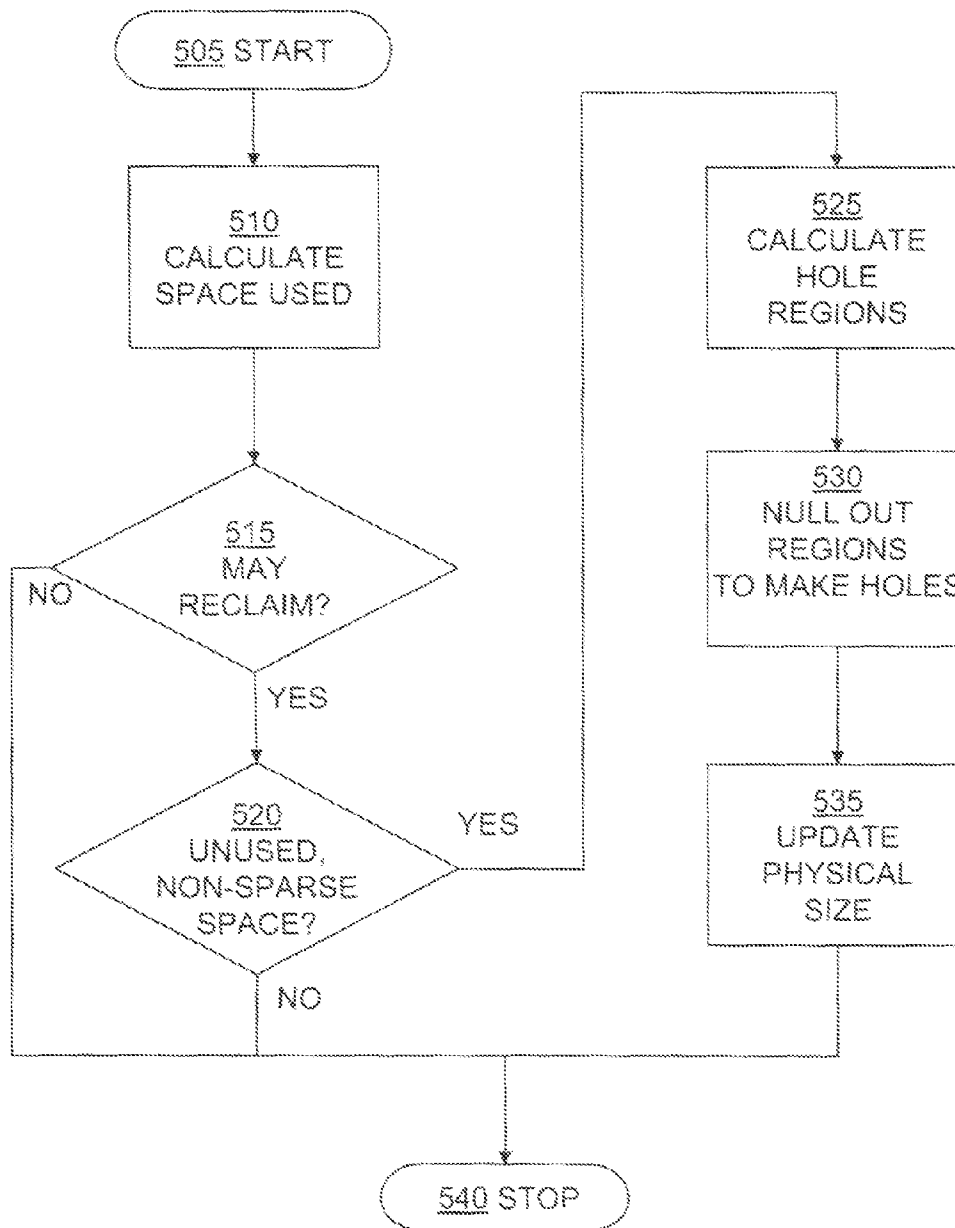 505 START
510
CALCULATE
SPACE USED
515
MAY
RECLAIM?
NO
YES
520
UNUSED,
NON-SPARSE
SPACE?
YES
NO
525
CALCULATE
HOLE
REGIONS
530
NULL OUT
REGIONS
TO MAKE HOLES
535
UPDATE
PHYSICAL
SIZE
540 STOP